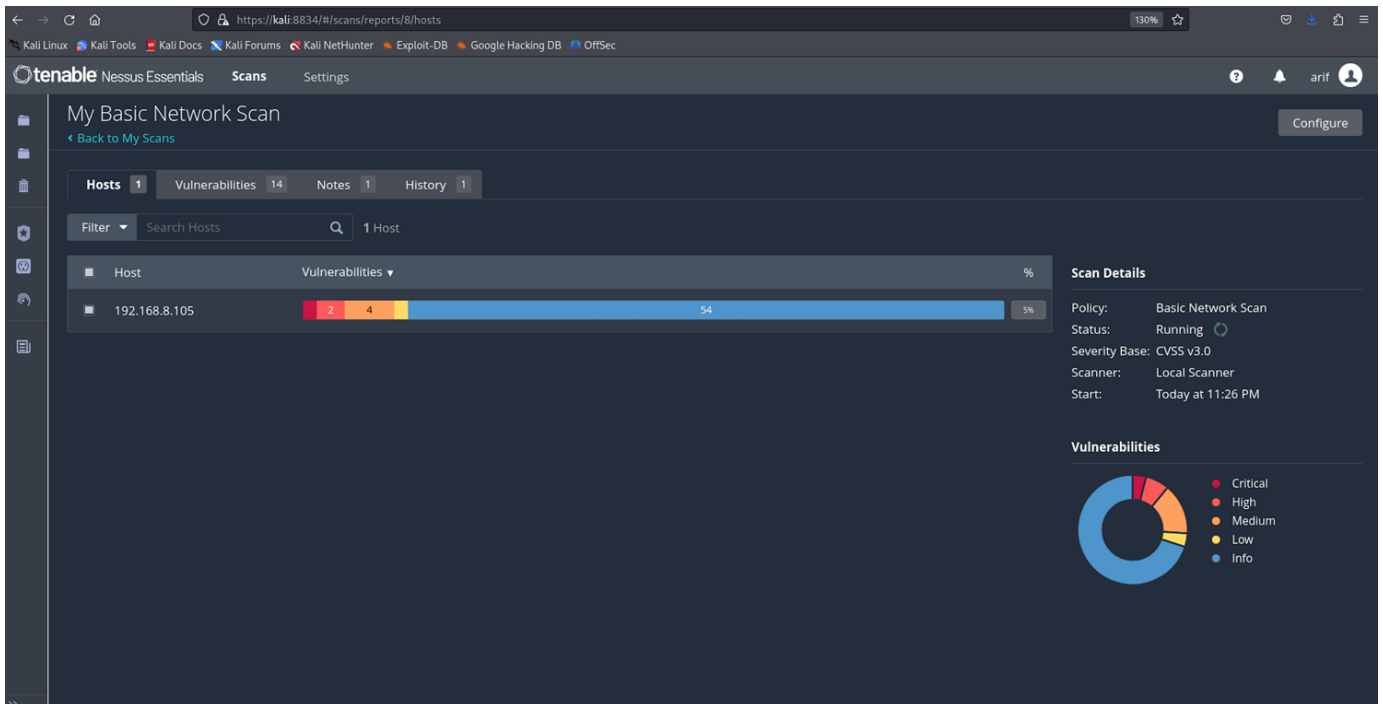 https://kali:8834/#/scans/reports/8/hosts 130%
Kali Linux Kali Tools Kali Docs Kali Forums Kali NetHunter Exploit-DB Google Hacking DB OffSec
tenable Nessus Essentials Scans Settings arif
My Basic Network Scan
Back to My Scans
Configure
Hosts 1 Vulnerabilities 14 Notes 1 History 1
Filter Search Hosts 1 Host
Host Vulnerabilities %
192.168.8.105 2 4 54 5%
Scan Details
Policy: Basic Network Scan
Status: Running
Severity Base: CVSS v3.0
Scanner: Local Scanner
Start: Today at 11:26 PM
Vulnerabilities
Critical
High
Medium
Low
Info